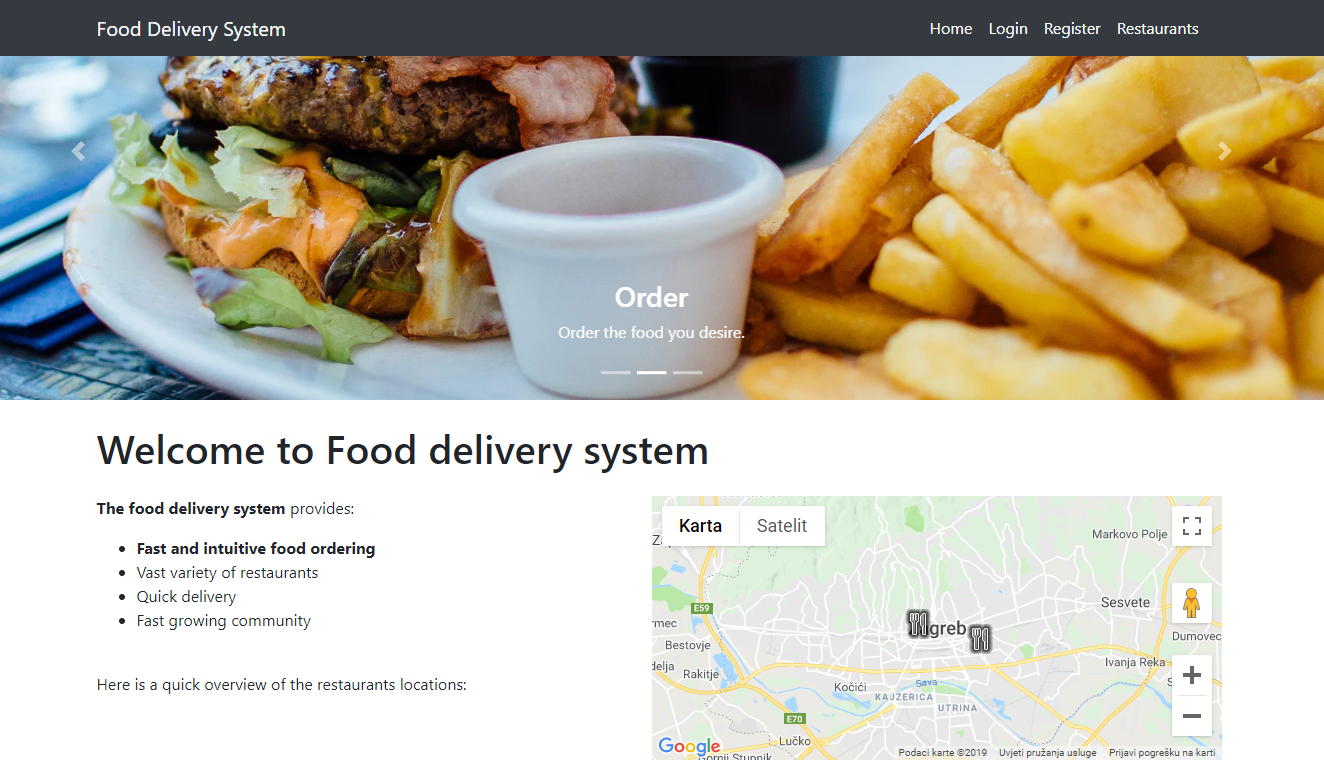 Food Delivery System
Home Login Register Restaurants
Order
Order the food you desire.
Welcome to Food delivery system
The food delivery system provides:
Fast and intuitive food ordering
Vast variety of restaurants
Quick delivery
Fast growing community
Here is a quick overview of the restaurants locations:
Karta Satelit
Markovo Polje
E59
Sesvete
greb
Bestovje
Dumovec
Rakitje
Ivanja Reka
Kočići
Sava
KAJZERICA
UTRINA
E70
Lučko
Google
Gornji Stupnik
Podaci karte ©2019 Uvjeti pružanja usluge Prijavi pogrešku na karti